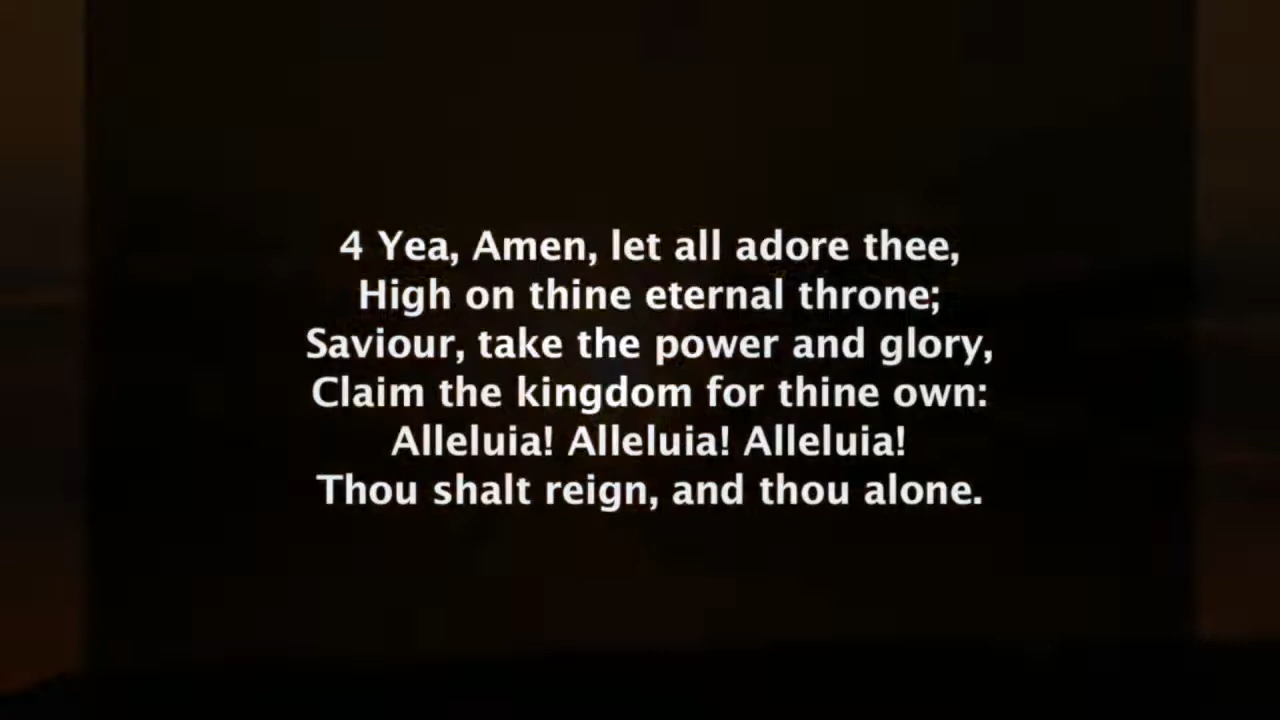 4 Yea, Amen, let all adore thee,
High on thine eternal throne;
Saviour, take the power and glory,
Claim the kingdom for thine own:
Alleluia! Alleluia! Alleluia!
Thou shalt reign, and thou alone.